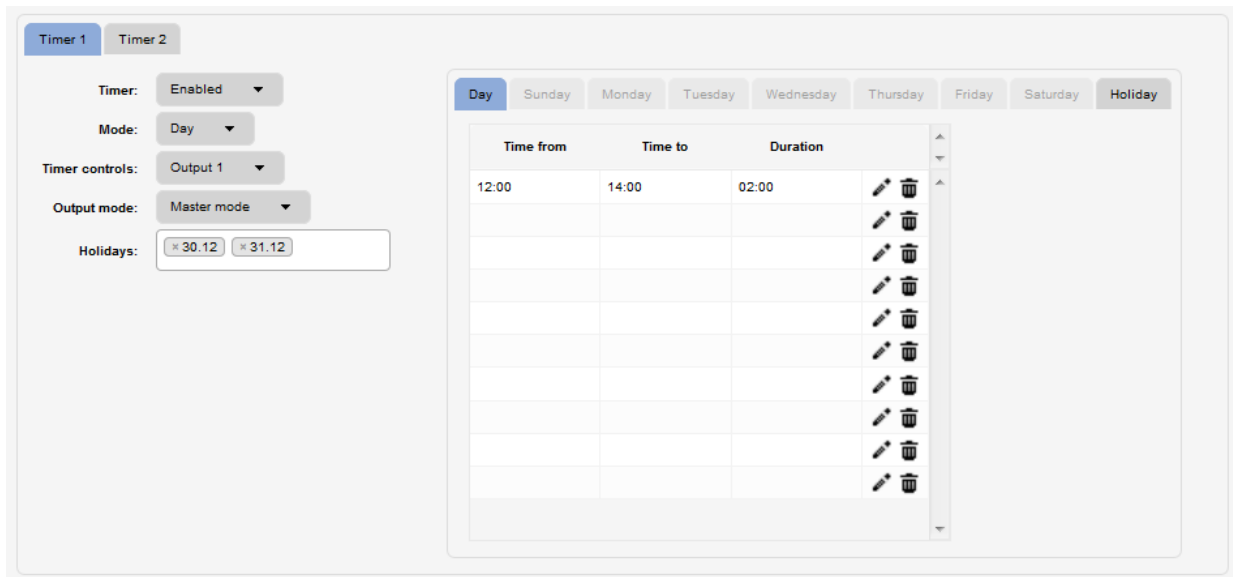 Timer 1 Timer 2
Timer: Enabled
Mode: Day
Timer controls: Output 1
Output mode: Master mode
Holidays: × 30.12 × 31.12
Day Sunday Monday Tuesday Wednesday Thursday Friday Saturday Holiday
Time from Time to Duration
12:00 14:00 02:00